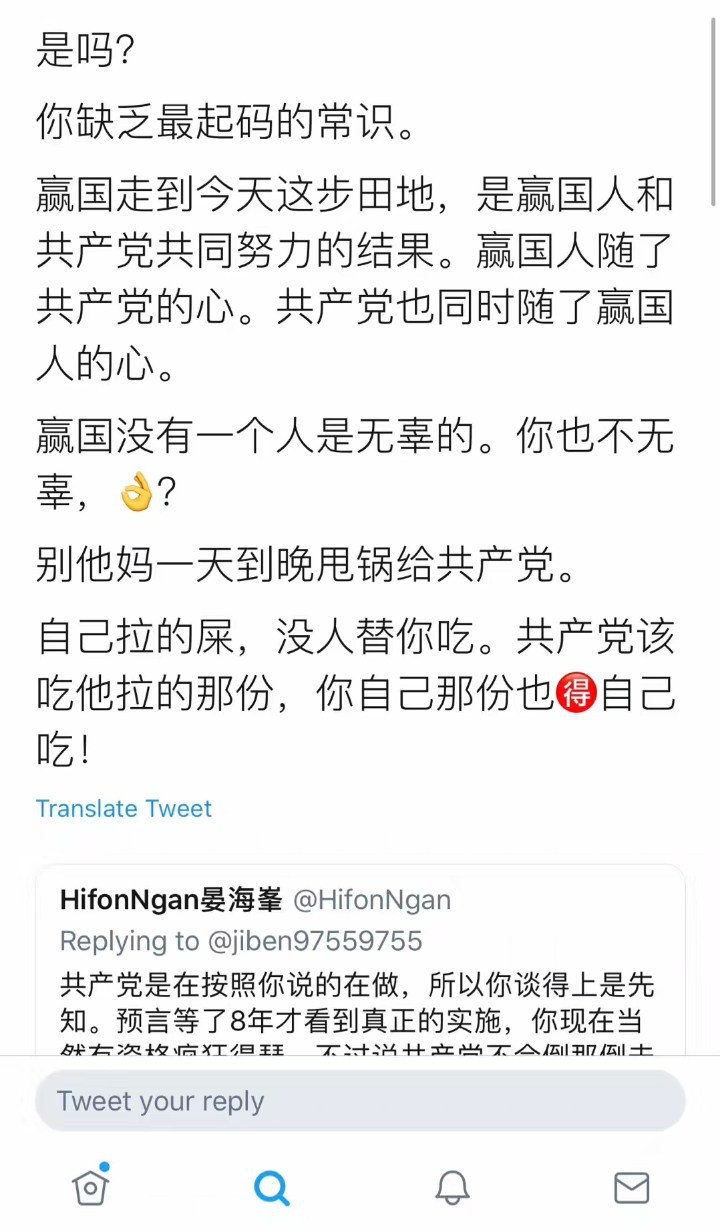 是吗？
你缺乏最起码的常识。
赢国走到今天这步田地，是赢国人和
共产党共同努力的结果。赢国人随了
共产党的心。共产党也同时随了赢国
人的心。
赢国没有一个人是无辜的。你也不无
辜，👌？
别他妈一天到晚甩锅给共产党。
自己拉的屎，没人替你吃。共产党该
吃他拉的那份，你自己那份也🉐自己
吃！
Translate Tweet
HifonNgan晏海峯 @HifonNgan
Replying to @jiben97559755
共产党是在按照你说的在做，所以你谈得上是先
知。预言等了8年才看到真正的实施，你现在当
Tweet your reply